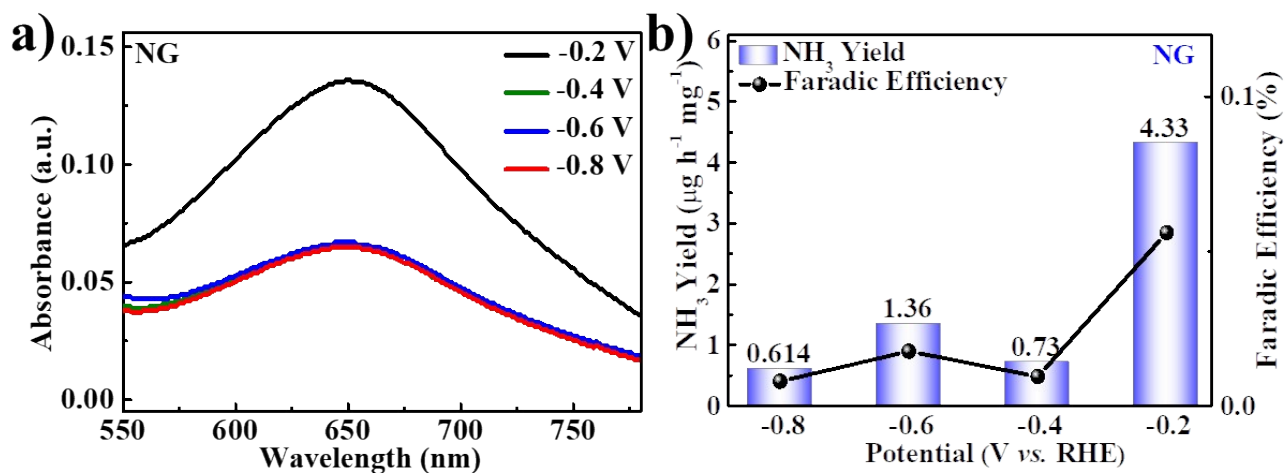 a)
NG
-0.2 V
-0.4 V
-0.6 V
-0.8 V
Absorbance (a.u.)
0.15
0.10
0.05
0.00
550
600
650
700
750
Wavelength (nm)
b)
NH₃ Yield
Faradic Efficiency
NG
NH₃ Yield (μg h⁻¹ mg⁻¹)
6
5
4
3
2
1
0
0.614
1.36
0.73
4.33
-0.8
-0.6
-0.4
-0.2
Potential (V vs. RHE)
0.1
0.0
Faradic Efficiency (%)